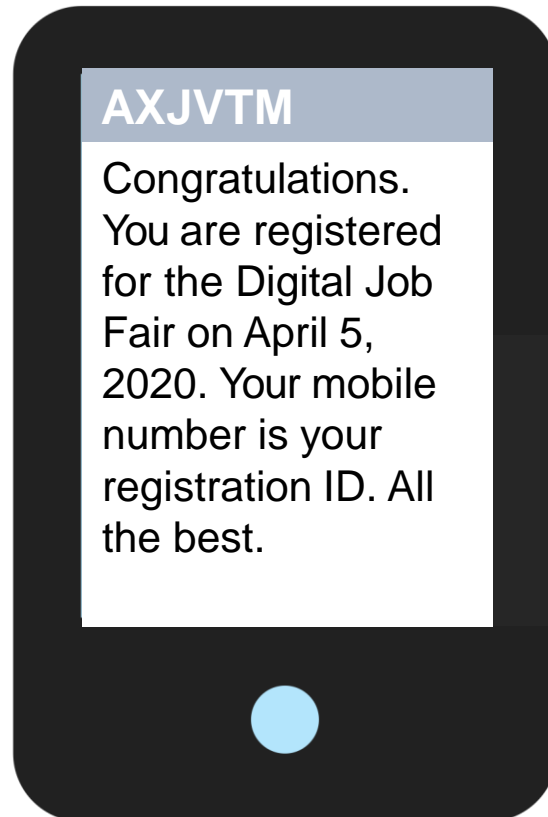 AXJVTM
Congratulations.
You are registered
for the Digital Job
Fair on April 5,
2020. Your mobile
number is your
registration ID. All
the best.